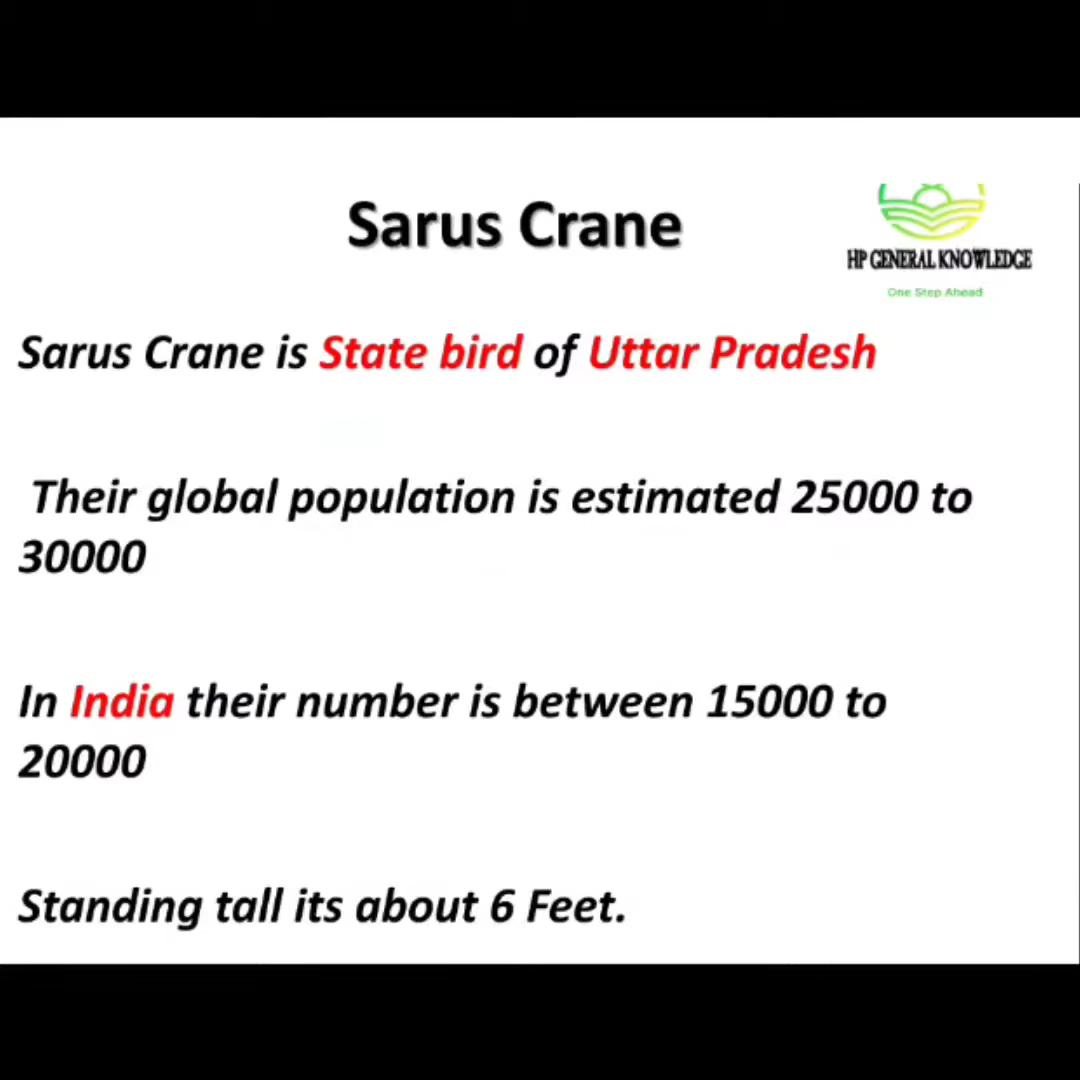 Sarus Crane
HP GENERAL KNOWLEDGE
One Step Ahead
Sarus Crane is State bird of Uttar Pradesh
Their global population is estimated 25000 to
30000
In India their number is between 15000 to
20000
Standing tall its about 6 Feet.